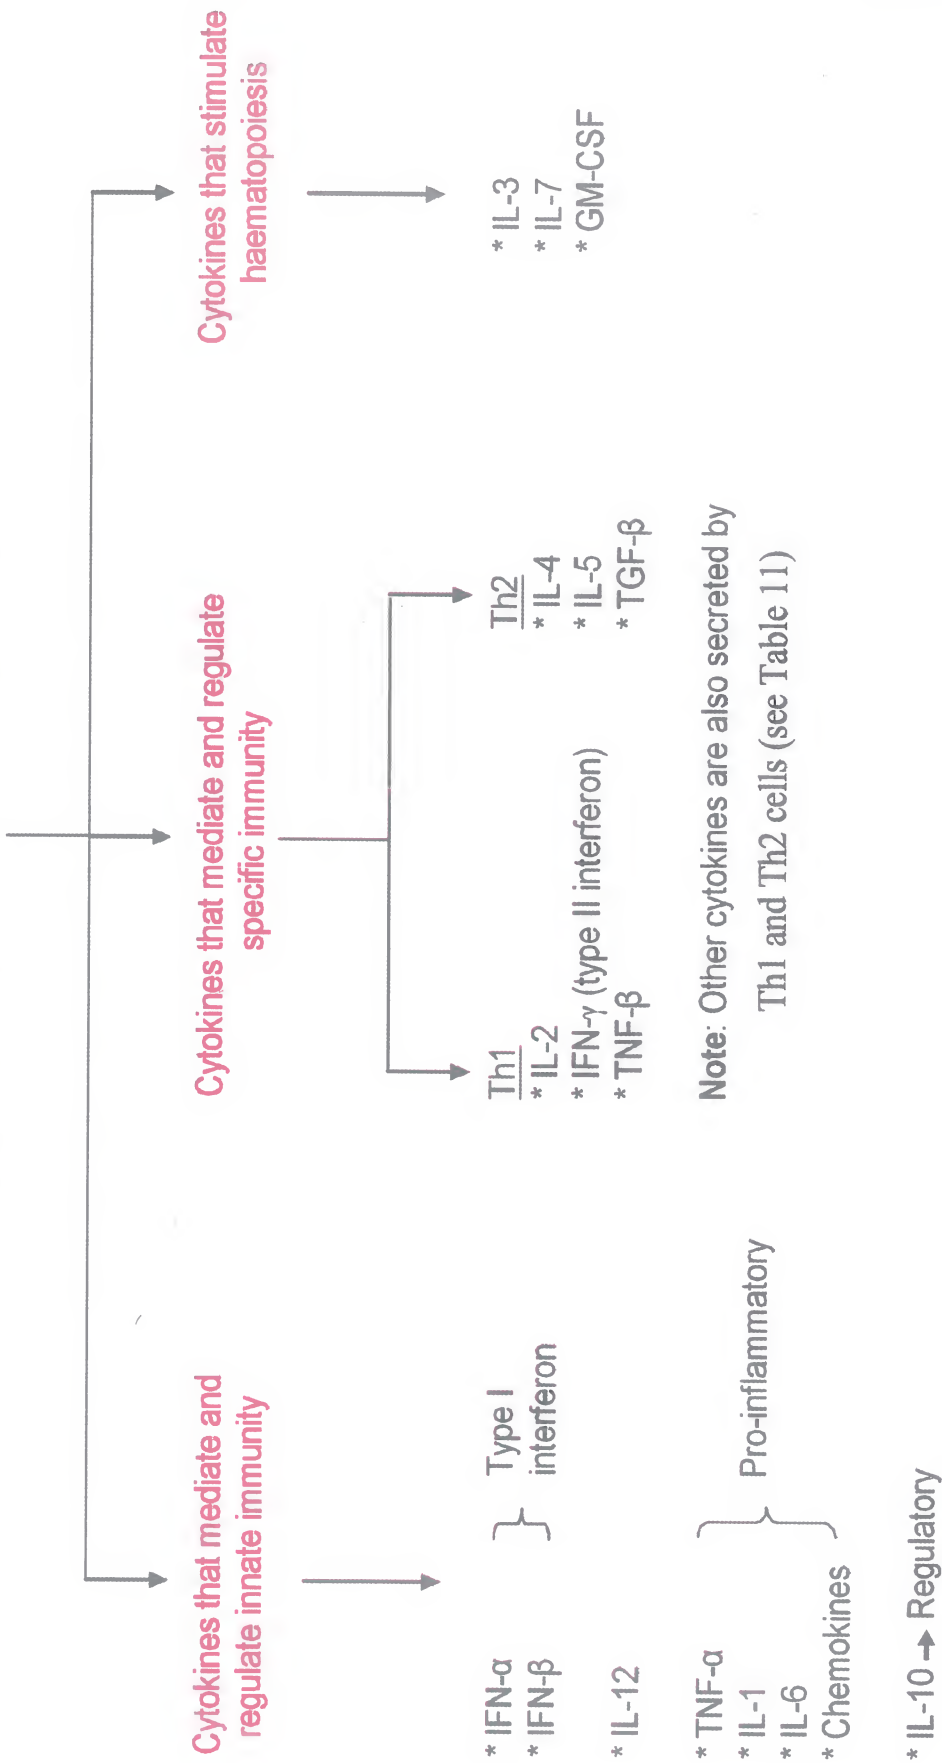 Cytokines that mediate and
regulate innate immunity
* IFN-α
* IFN-β
Type I
interferon
* IL-12
* TNF-α
* IL-1
* IL-6
* Chemokines
Pro-inflammatory
* IL-10 → Regulatory
Cytokines that mediate and regulate
specific immunity
Th1
* IL-2
* IFN-γ (type II interferon)
* TNF-β
Th2
* IL-4
* IL-5
* TGF-β
Note: Other cytokines are also secreted by
Th1 and Th2 cells (see Table 11)
Cytokines that stimulate
haematopoiesis
* IL-3
* IL-7
* GM-CSF